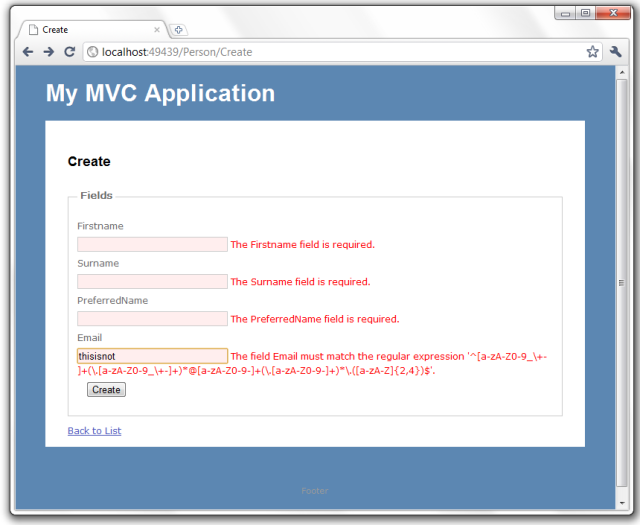 Create
localhost:49439/Person/Create
My MVC Application
Create
Fields
Firstname
The Firstname field is required.
Surname
The Surname field is required.
PreferredName
The PreferredName field is required.
Email
thisisnot The field Email must match the regular expression '^[a-zA-Z0-9_\+-
]+(\.[a-zA-Z0-9_\+-]+)*@[a-zA-Z0-9-]+(\.[a-zA-Z0-9-]+)*\.([a-zA-Z]{2,4})$'.
Create
Back to List
Footer